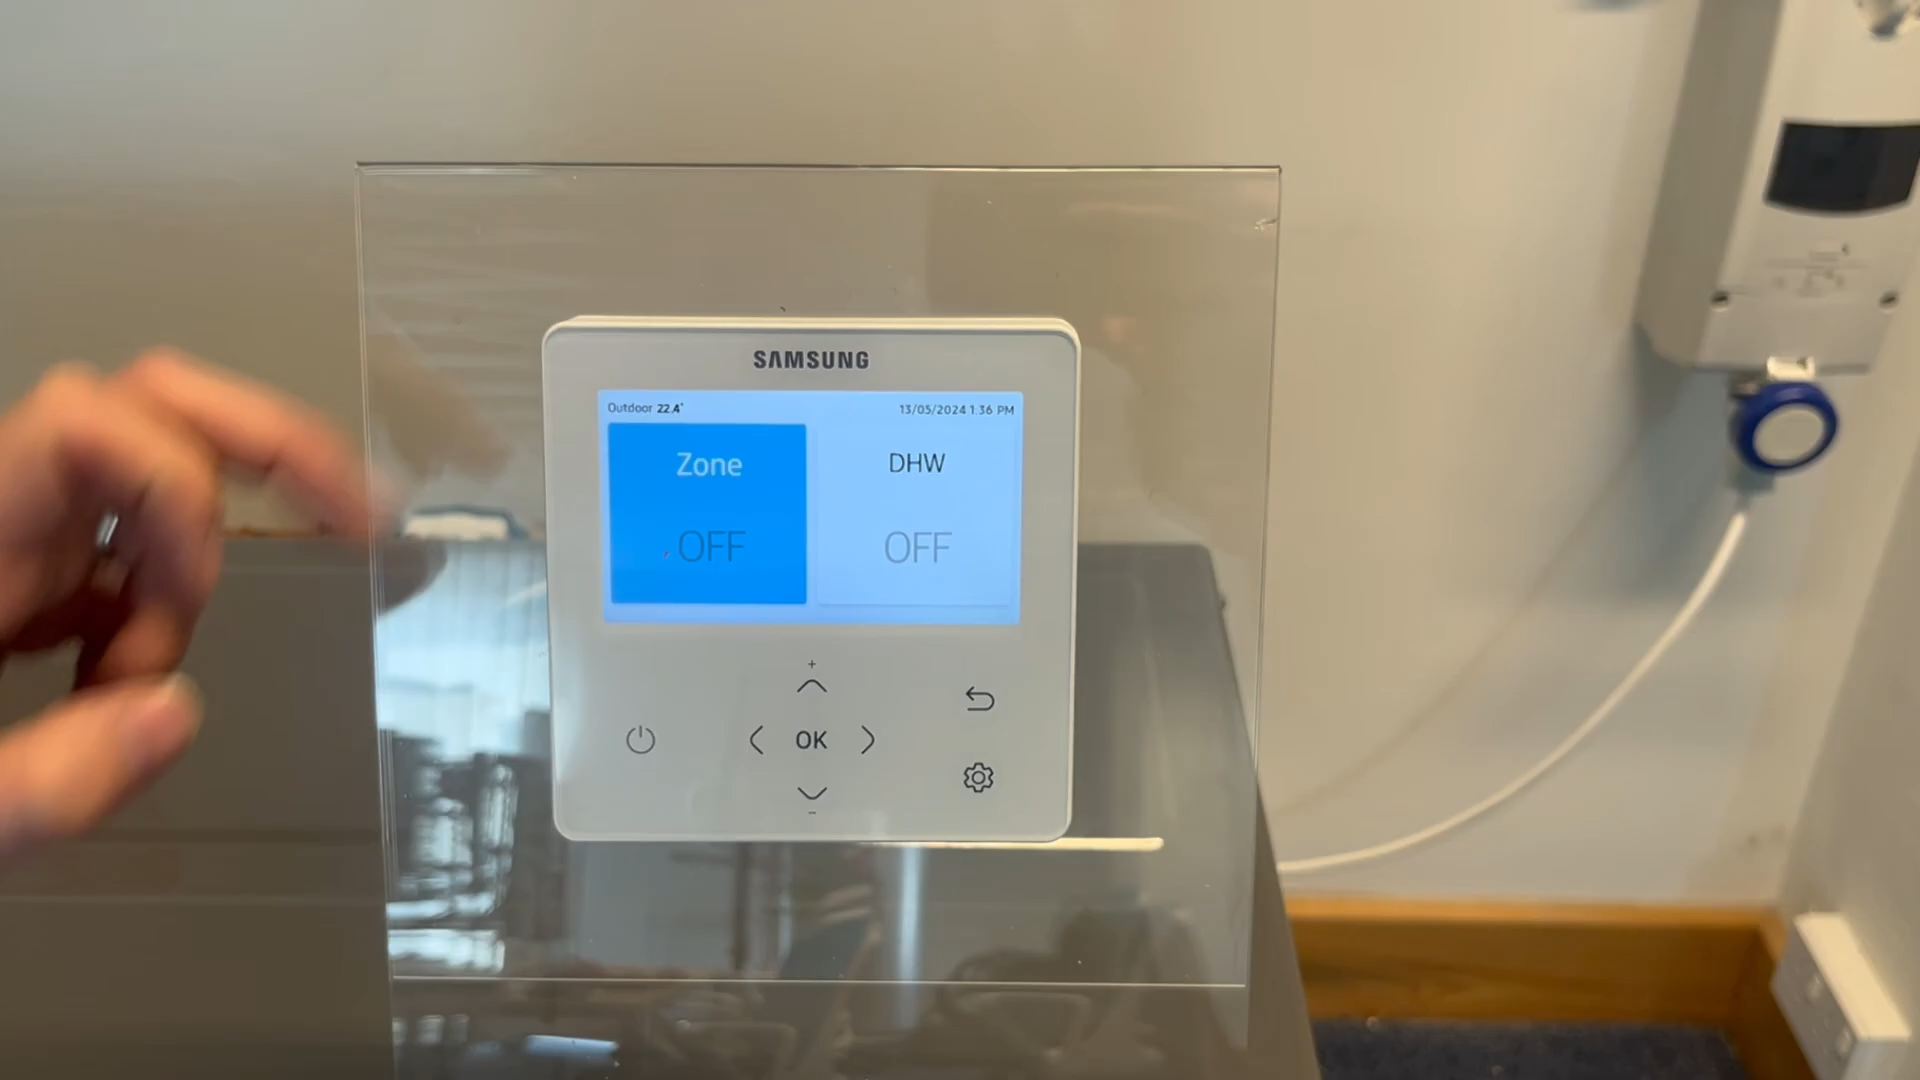 SAMSUNG
Outdoor 22.4°
13/05/2024 1.36 PM
Zone
DHW
OFF
OFF
+
OK
-